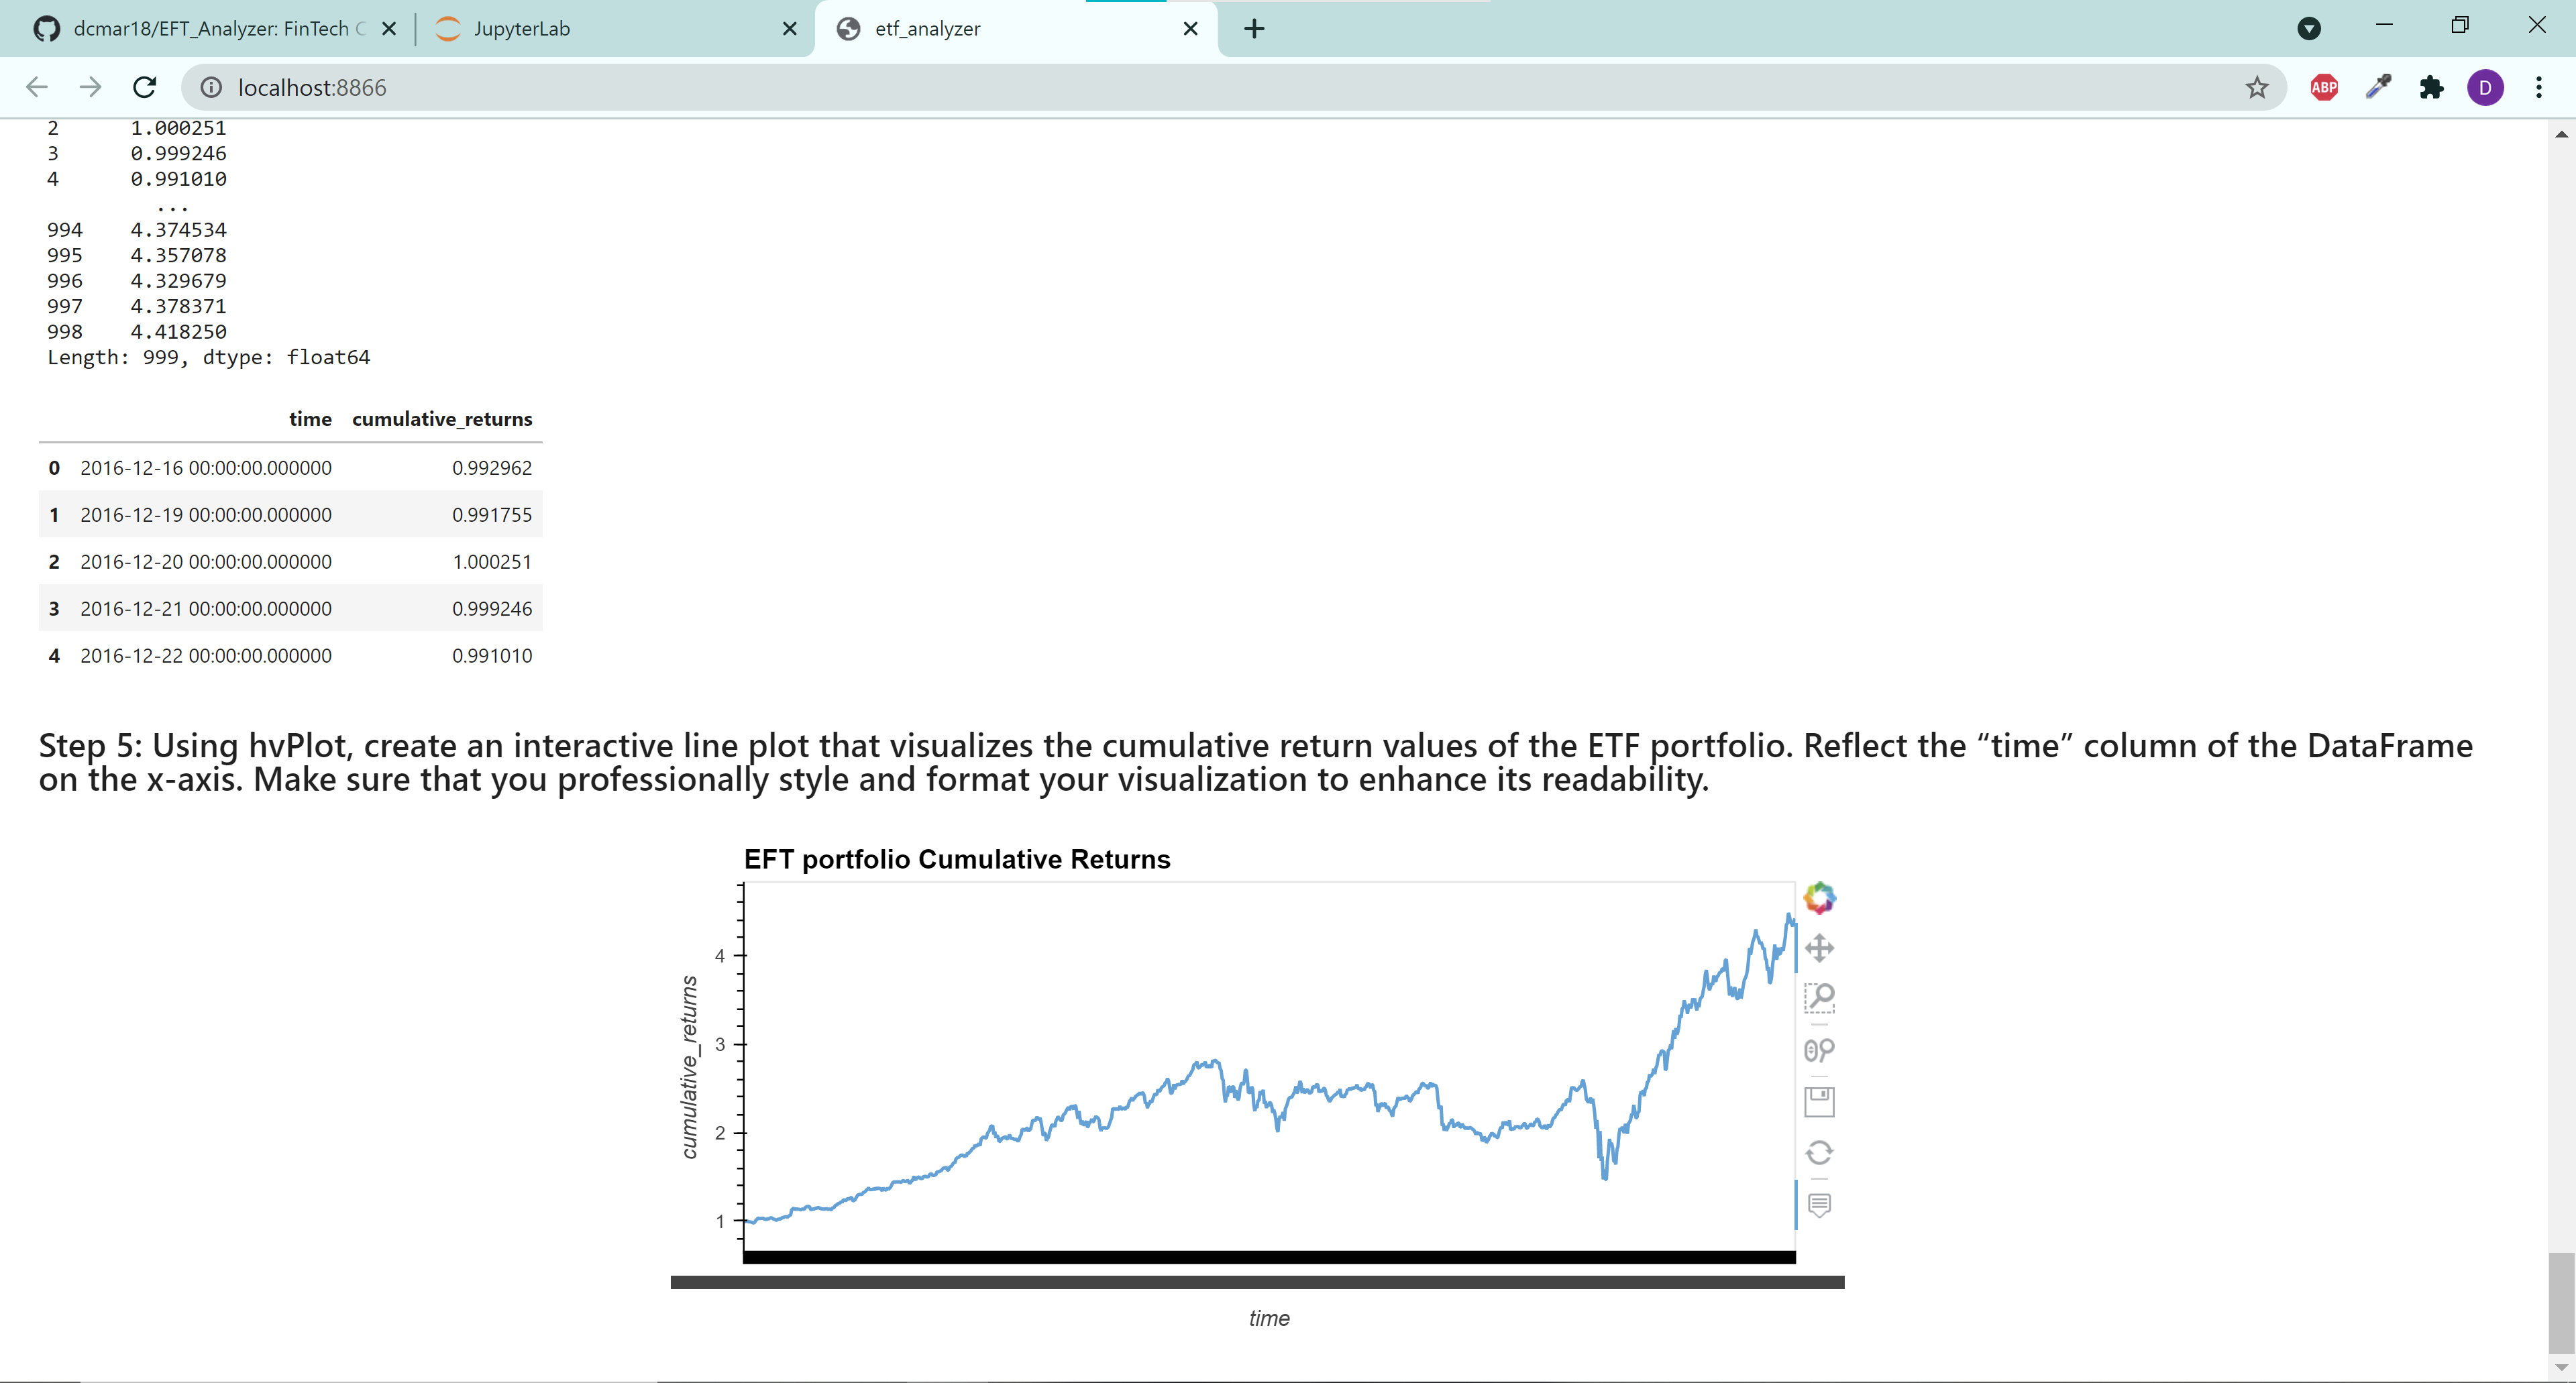 dcmar18/EFT_Analyzer: FinTech C
JupyterLab
etf_analyzer
localhost:8866
ABP
D
2 1.000251
3 0.999246
4 0.991010
...
994 4.374534
995 4.357078
996 4.329679
997 4.378371
998 4.418250
Length: 999, dtype: float64
time cumulative_returns
0 2016-12-16 00:00:00.000000 0.992962
1 2016-12-19 00:00:00.000000 0.991755
2 2016-12-20 00:00:00.000000 1.000251
3 2016-12-21 00:00:00.000000 0.999246
4 2016-12-22 00:00:00.000000 0.991010
Step 5: Using hvPlot, create an interactive line plot that visualizes the cumulative return values of the ETF portfolio. Reflect the “time” column of the DataFrame
on the x-axis. Make sure that you professionally style and format your visualization to enhance its readability.
EFT portfolio Cumulative Returns
cumulative_returns
4
3
2
1
time